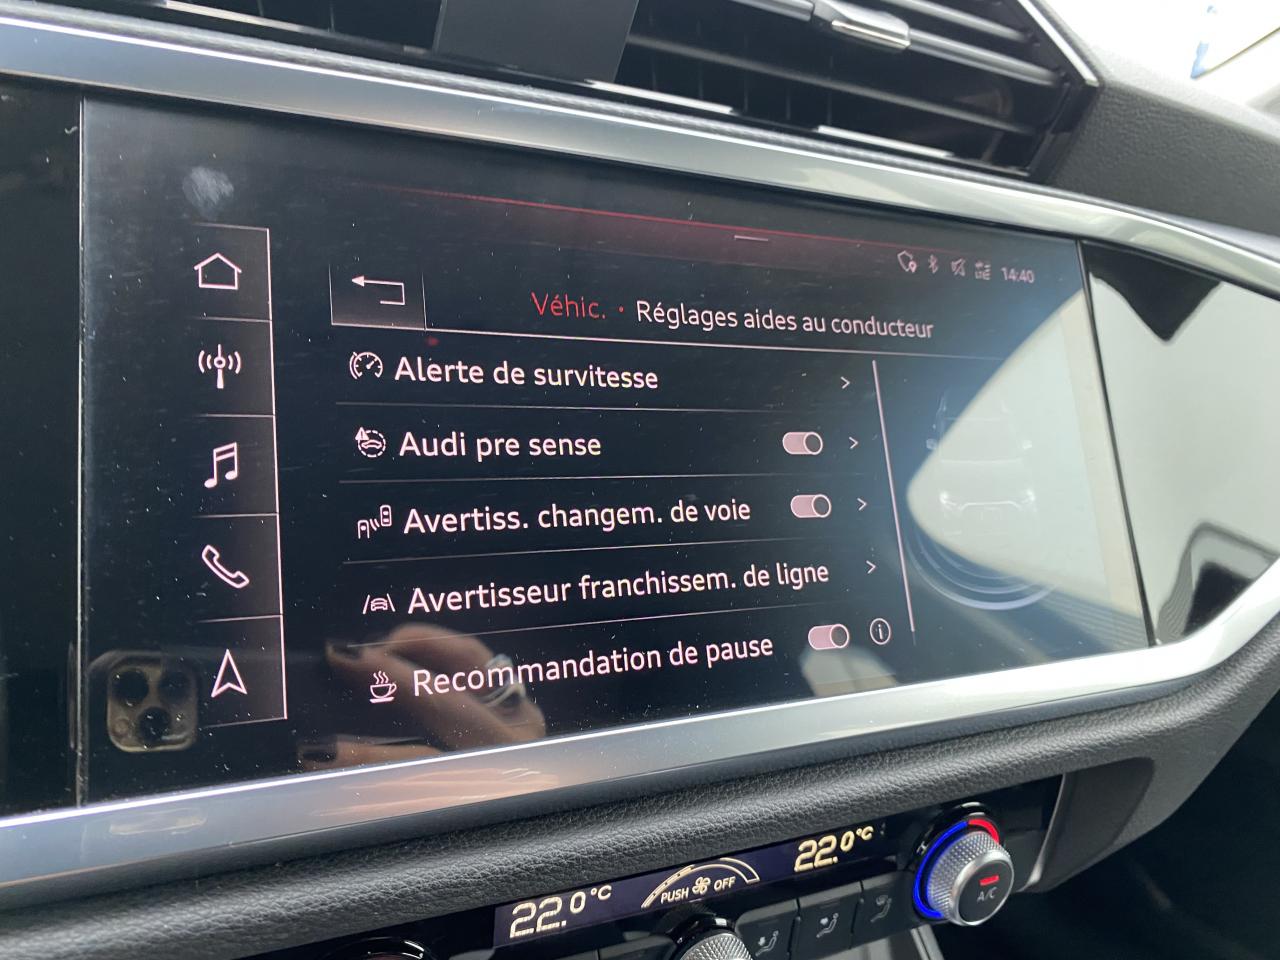 14:40
Véhic. • Réglages aides au conducteur
Alerte de survitesse
Audi pre sense
Avertiss. changem. de voie
Avertisseur franchissem. de ligne
Recommandation de pause
22.0°C
PUSH OFF
22.0°C
A/C